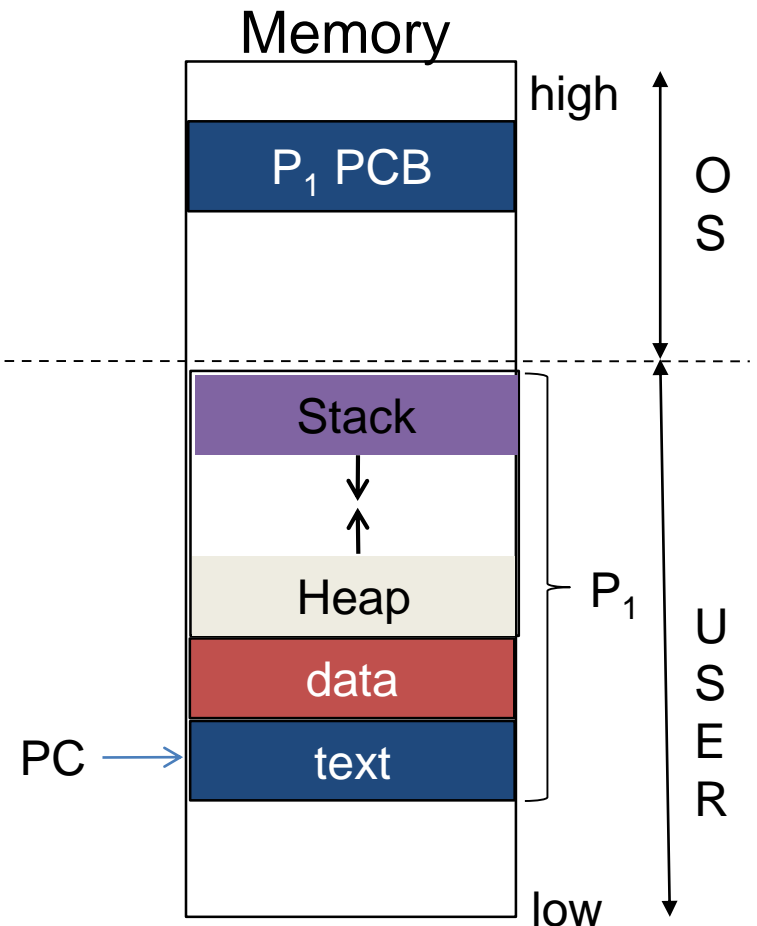 Memory
high
P₁ PCB
O
S
Stack
Heap
P₁
U
S
E
R
data
PC
text
low